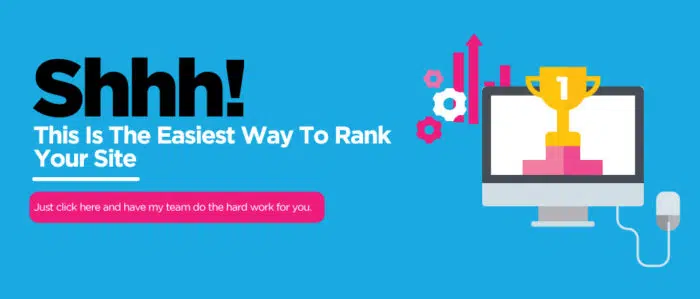 Shhh!
This Is The Easiest Way To Rank
Your Site
Just click here and have my team do the hard work for you.
1